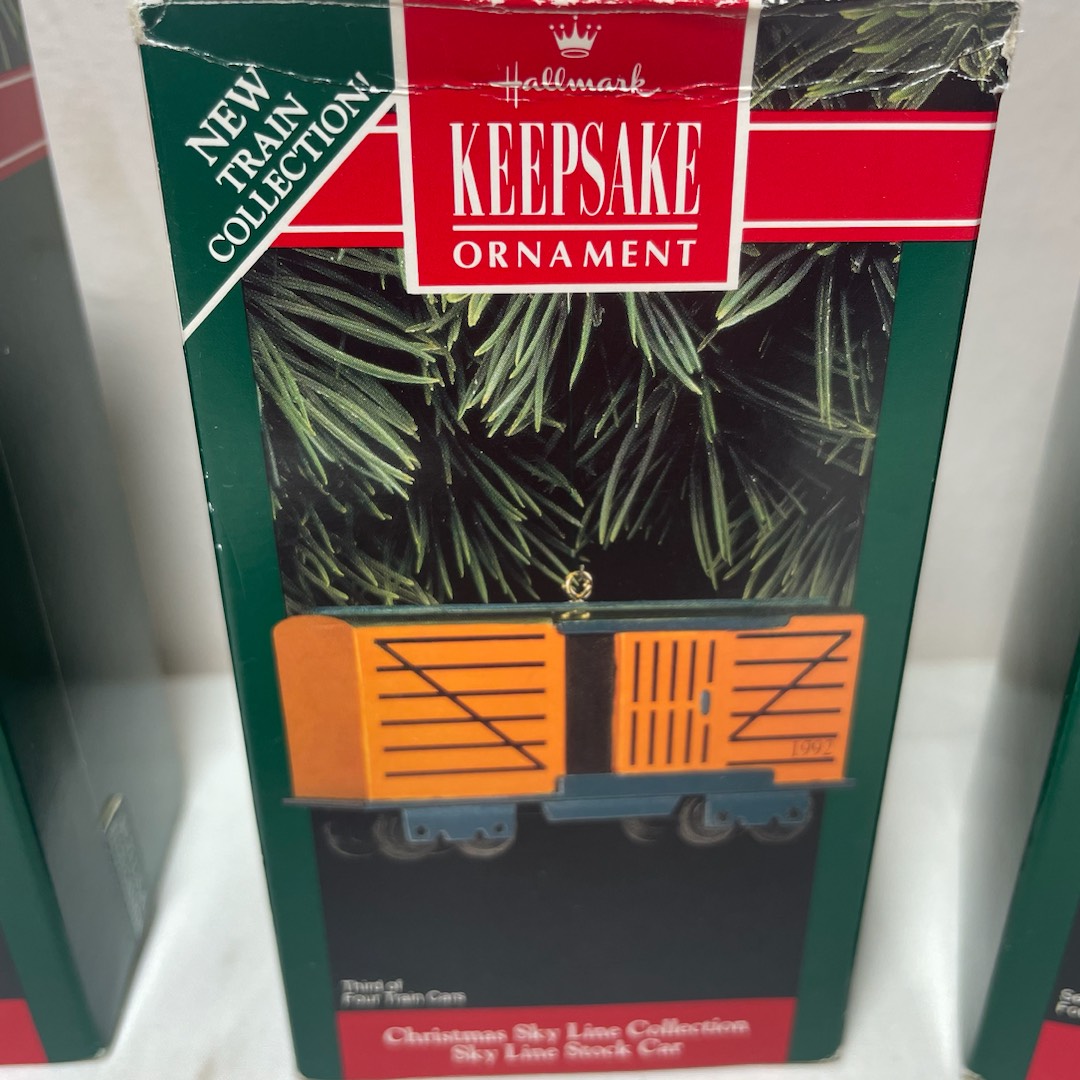 NEW
TRAIN
COLLECTION!
Hallmark
KEEPSAKE
ORNAMENT
1992
Third of
Four Train Cars
Christmas Sky Line Collection
Sky Line Stock Car